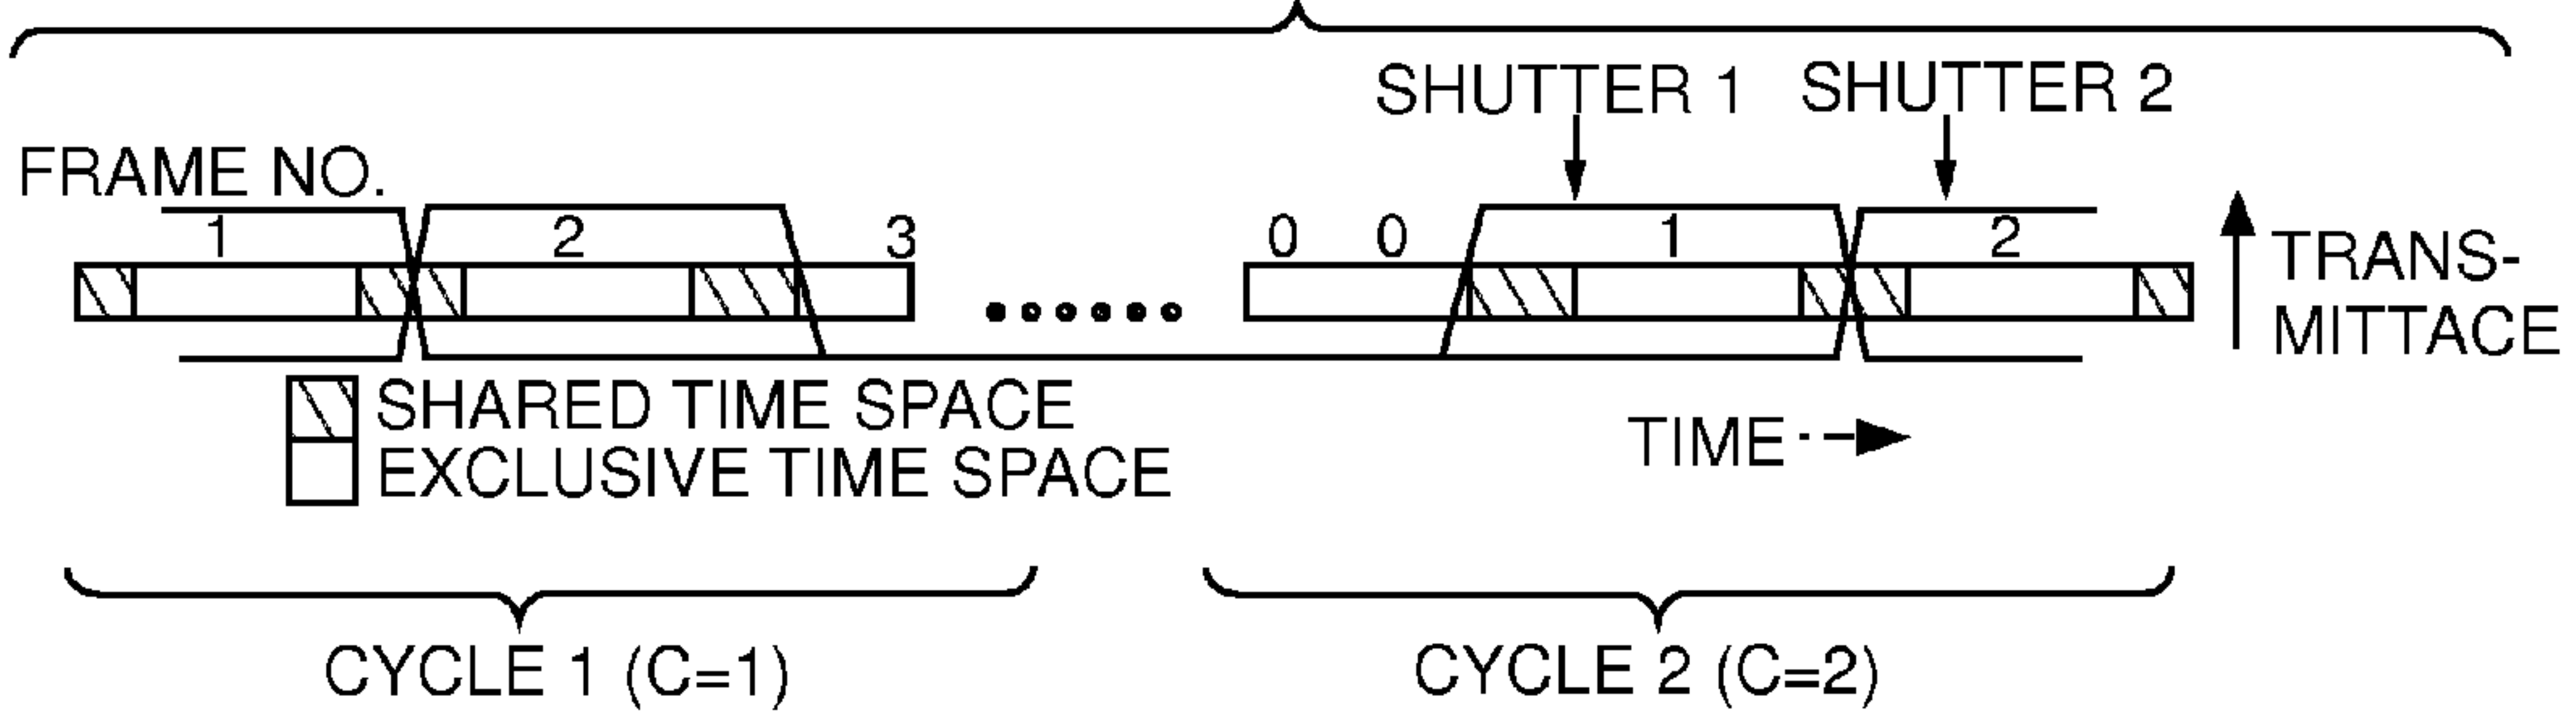 SHUTTER 1 SHUTTER 2
FRAME NO.
1 2 3 0 0 1 2
TRANS-
MITTACE
SHARED TIME SPACE
EXCLUSIVE TIME SPACE
TIME
CYCLE 1 (C=1) CYCLE 2 (C=2)